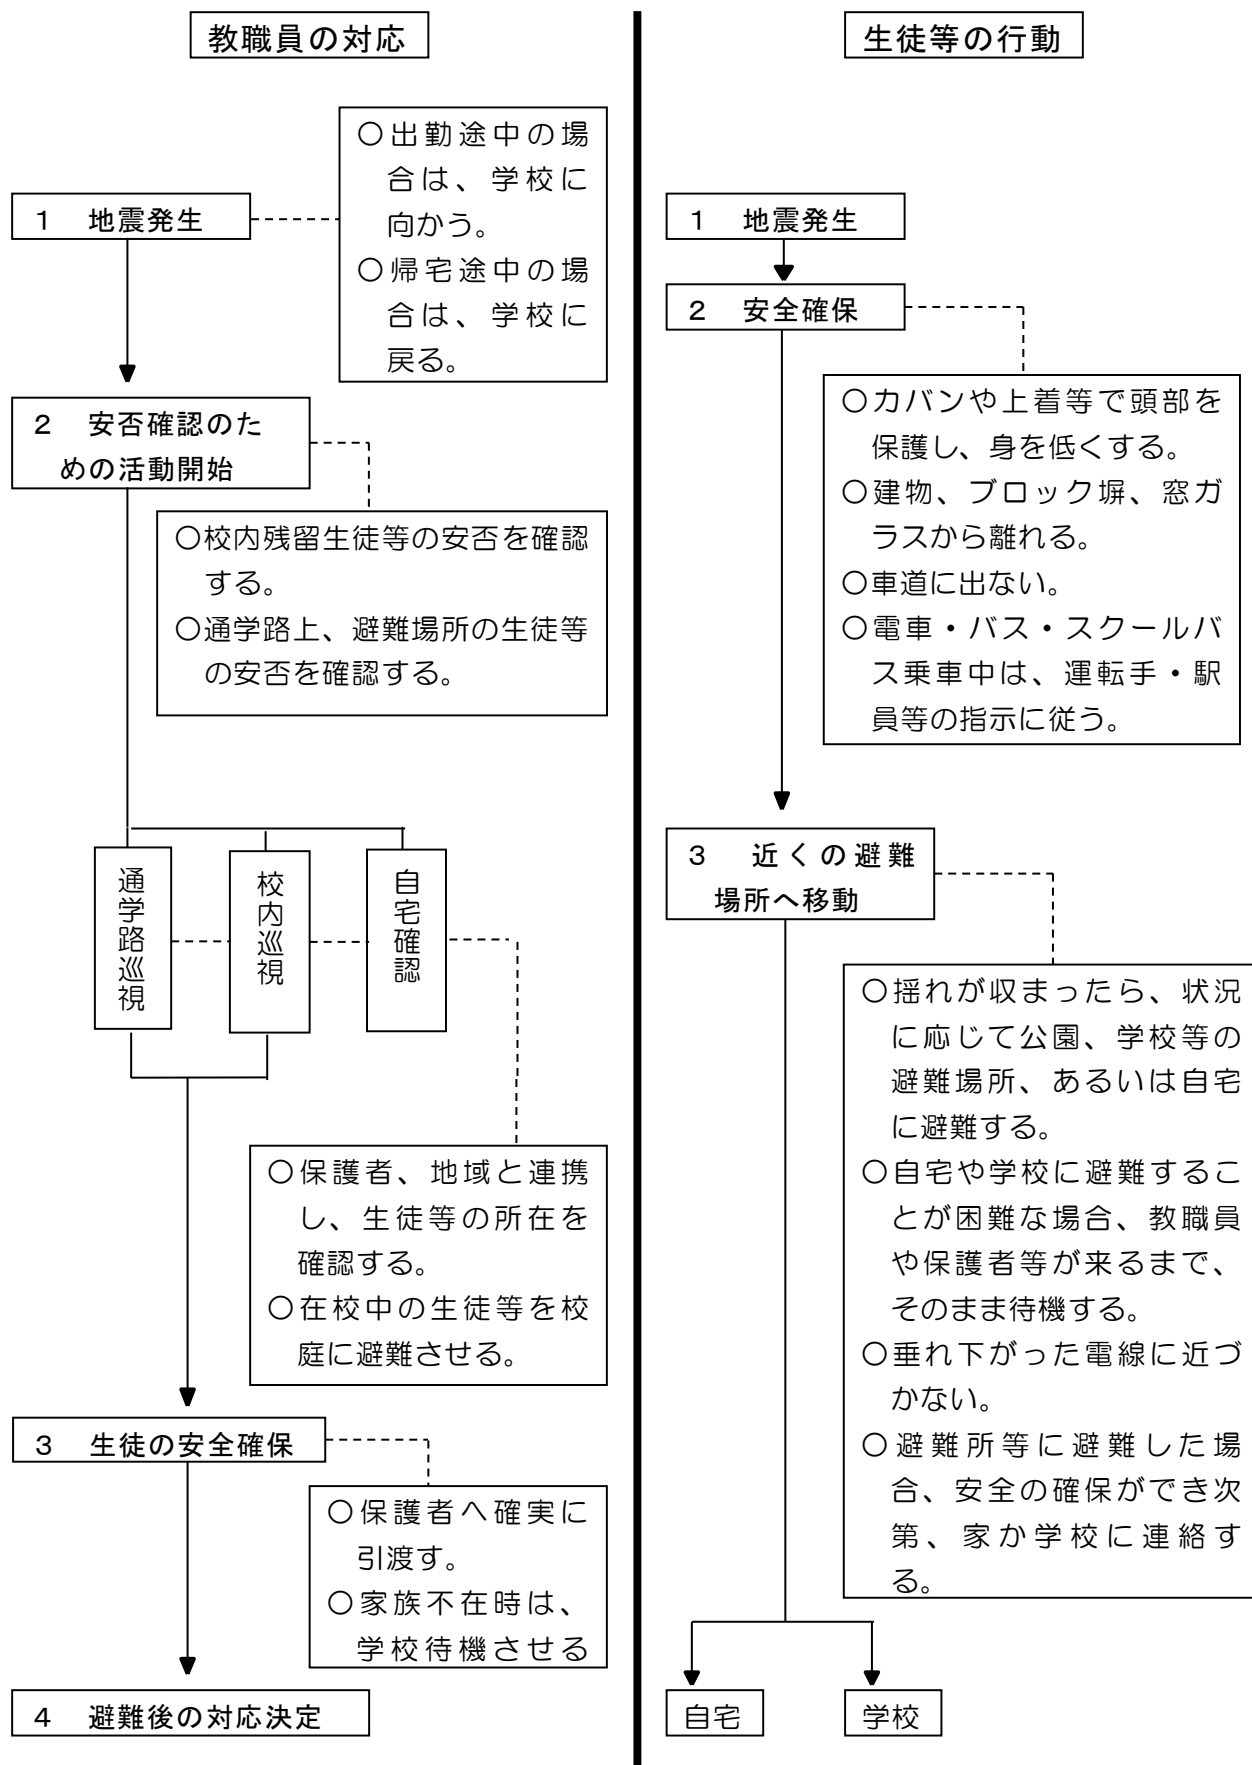 教職員の対応
1 地震発生
〇出勤途中の場
合は、学校に
向かう。
〇帰宅途中の場
合は、学校に
戻る。
2 安否確認のた
めの活動開始
〇校内残留生徒等の安否を確認
する。
〇通学路上、避難場所の生徒等
の安否を確認する。
通学路巡視
校内巡視
自宅確認
〇保護者、地域と連携
し、生徒等の所在を
確認する。
〇在校中の生徒等を校
庭に避難させる。
3 生徒の安全確保
〇保護者へ確実に
引渡す。
〇家族不在時は、
学校待機させる
4 避難後の対応決定
生徒等の行動
1 地震発生
2 安全確保
〇カバンや上着等で頭部を
保護し、身を低くする。
〇建物、ブロック塀、窓ガ
ラスから離れる。
〇車道に出ない。
〇電車・バス・スクールバ
ス乗車中は、運転手・駅
員等の指示に従う。
3 近くの避難
場所へ移動
〇揺れが収まったら、状況
に応じて公園、学校等の
避難場所、あるいは自宅
に避難する。
〇自宅や学校に避難するこ
とが困難な場合、教職員
や保護者等が来るまで、
そのまま待機する。
〇垂れ下がった電線に近づ
かない。
〇避難所等に避難した場
合、安全の確保ができ次
第、家か学校に連絡す
る。
自宅
学校